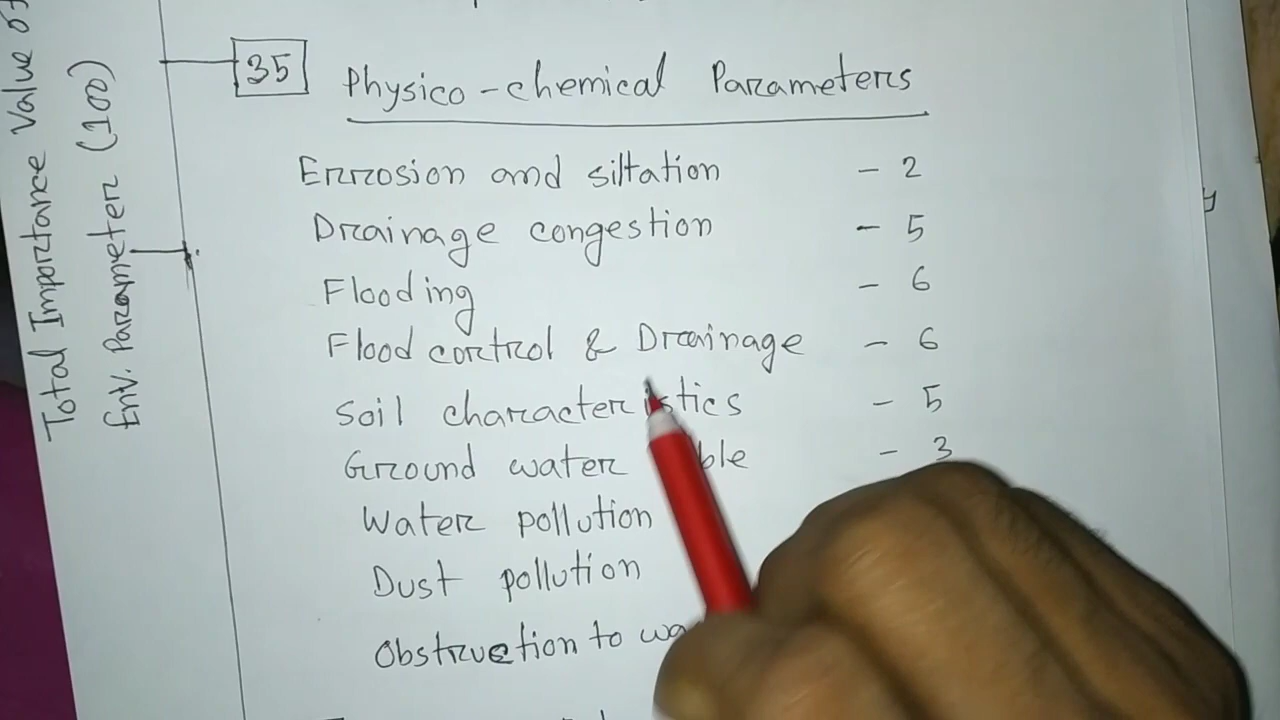 Total Importance Value of
Env. Parameter (100)
35 Physico-chemical Parameters
Errosion and siltation - 2
Drainage congestion - 5
Flooding - 6
Flood control & Drainage - 6
Soil characteristics - 5
Ground water - 3
Water pollution
Dust pollution
Obstruction to